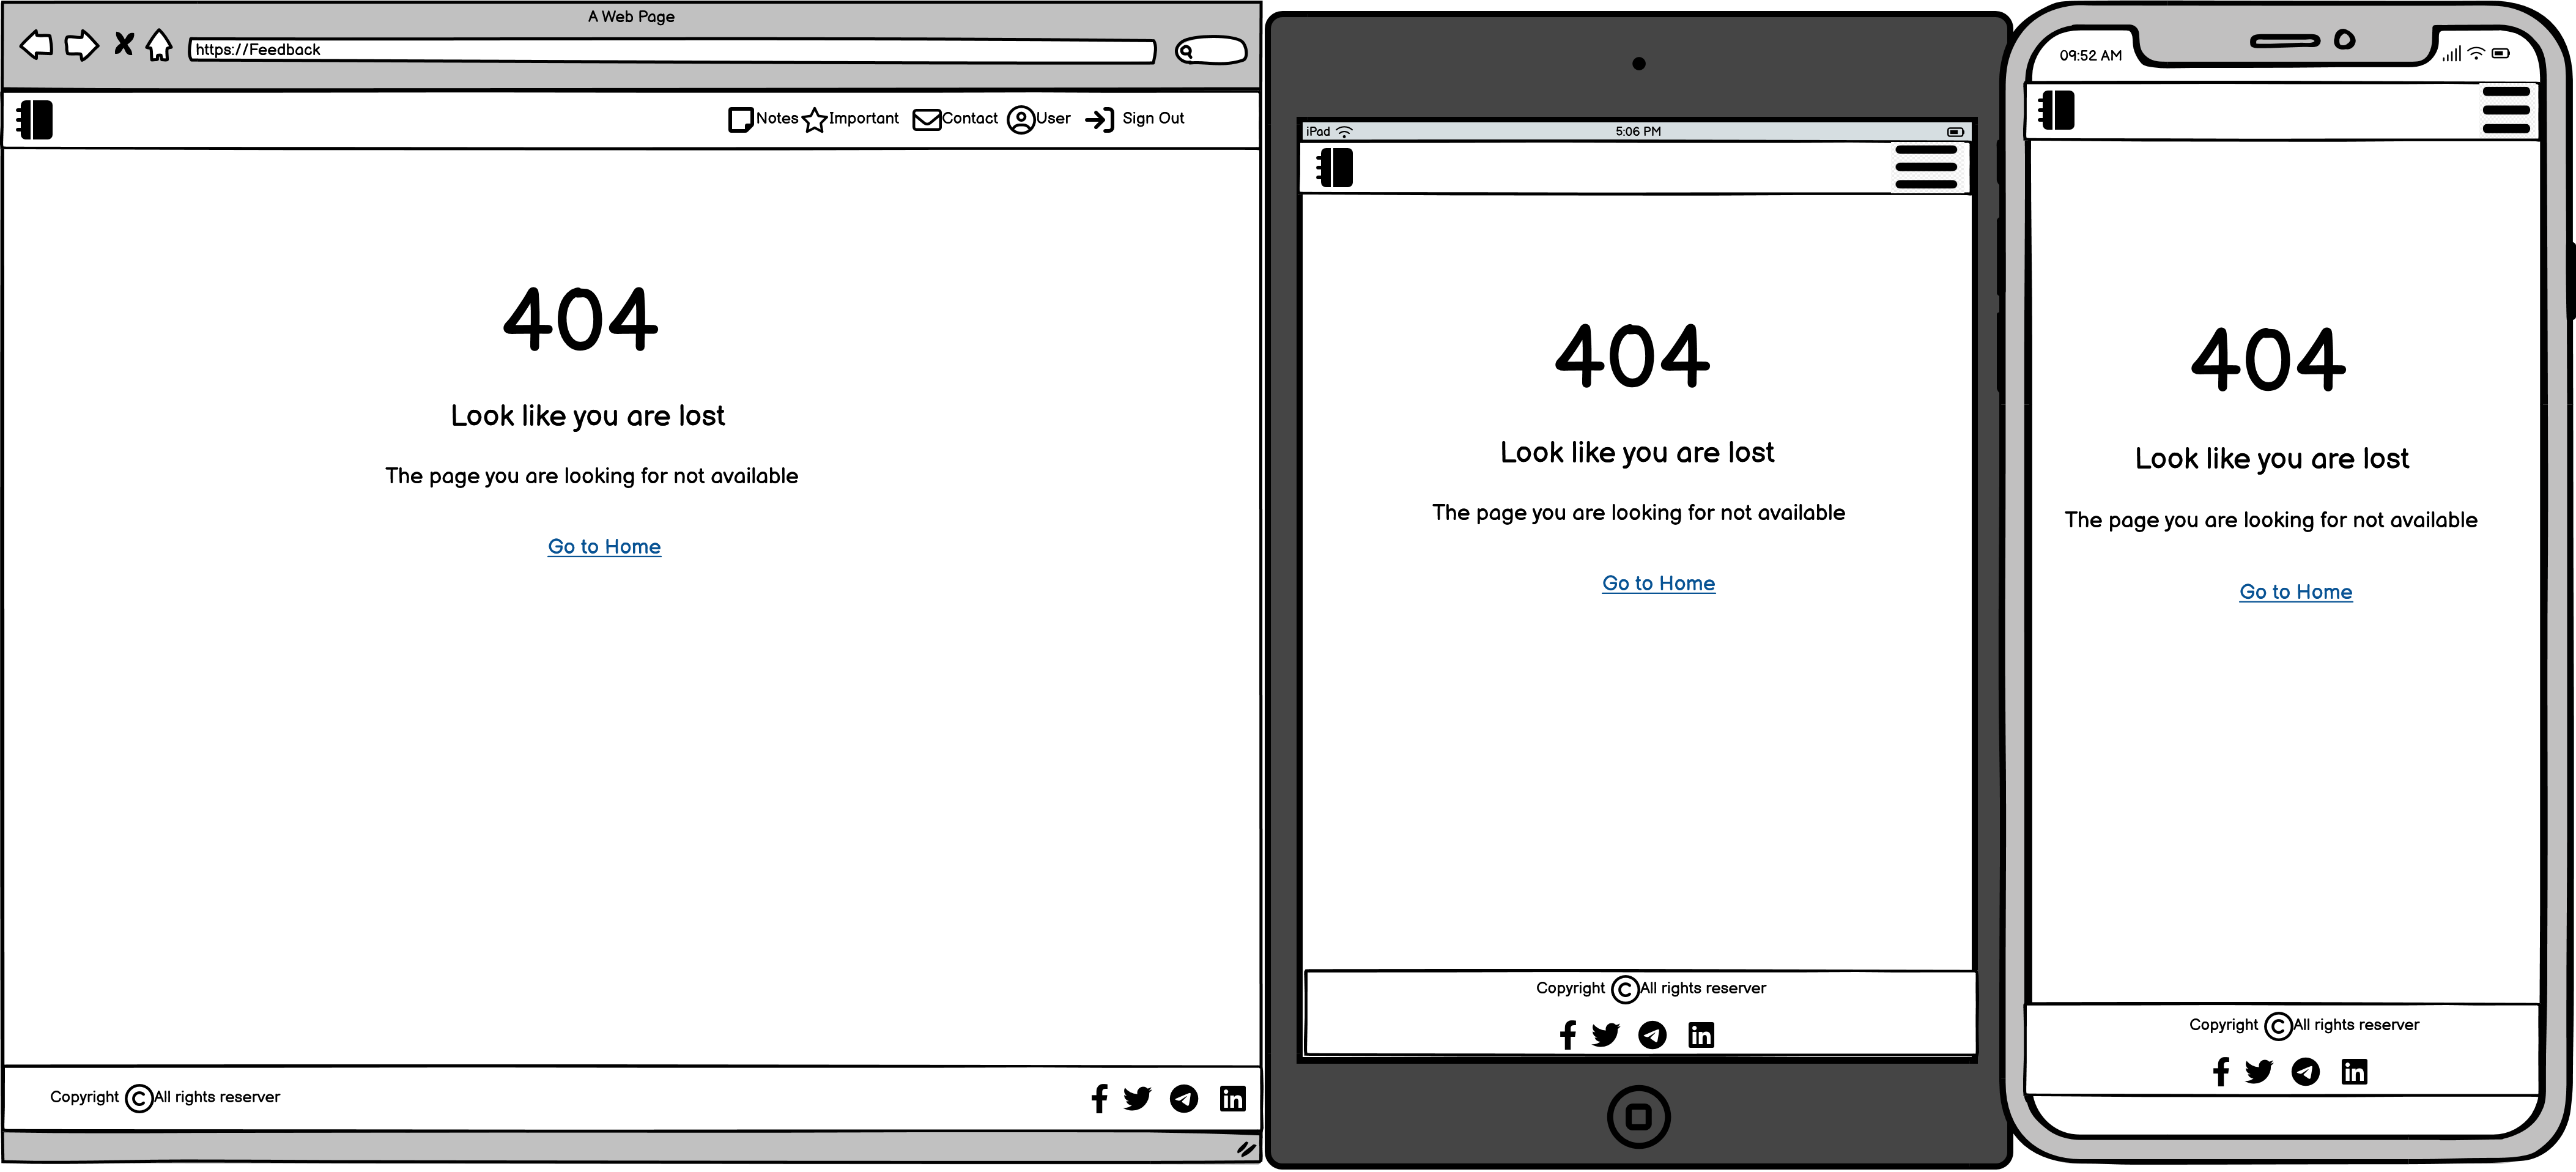 A Web Page
https://Feedback
Notes Important Contact User Sign Out
404
Look like you are lost
The page you are looking for not available
Go to Home
Copyright © All rights reserver
iPad 5:06 PM
404
Look like you are lost
The page you are looking for not available
Go to Home
Copyright © All rights reserver
09:52 AM
404
Look like you are lost
The page you are looking for not available
Go to Home
Copyright © All rights reserver